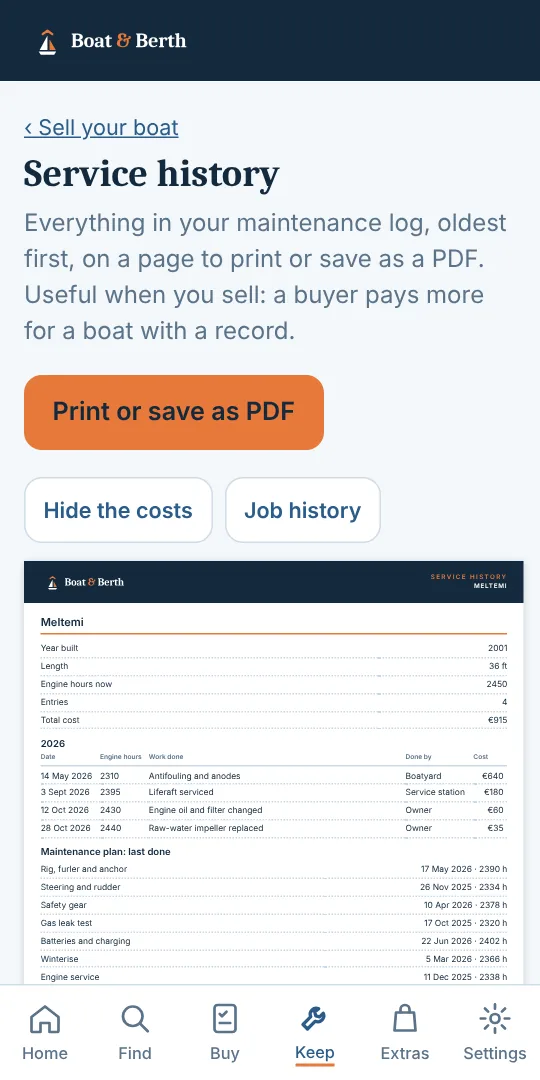 Boat & Berth
‹ Sell your boat
Service history
Everything in your maintenance log, oldest
first, on a page to print or save as a PDF.
Useful when you sell: a buyer pays more
for a boat with a record.
Print or save as PDF
Hide the costs Job history
Boat & Berth SERVICE HISTORY
MELTEMI
Meltemi
Year built 2001
Length 36 ft
Engine hours now 2450
Entries 4
Total cost €915
2026
Date Engine hours Work done Done by Cost
14 May 2026 2310 Antifouling and anodes Boatyard €640
3 Sept 2026 2395 Liferaft serviced Service station €180
12 Oct 2026 2430 Engine oil and filter changed Owner €60
28 Oct 2026 2440 Raw-water impeller replaced Owner €35
Maintenance plan: last done
Rig, furler and anchor 17 May 2026 · 2390 h
Steering and rudder 26 Nov 2025 · 2334 h
Safety gear 10 Apr 2026 · 2378 h
Gas leak test 17 Oct 2025 · 2320 h
Batteries and charging 22 Jun 2026 · 2402 h
Winterise 5 Mar 2026 · 2366 h
Engine service 11 Dec 2025 · 2338 h
Home Find Buy Keep Extras Settings